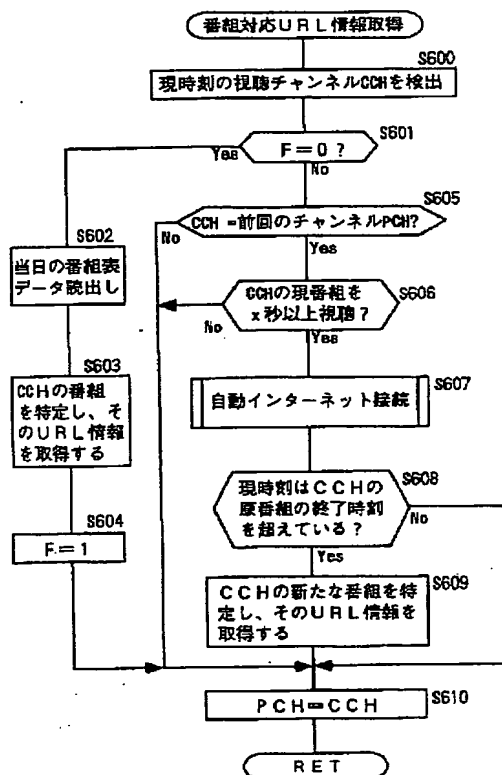 番組対応URL情報取得
S600
現時刻の視聴チャンネルCCHを検出
S601
F=0?
Yes
No
S605
CCH=前回のチャンネルPCH?
No
Yes
S602
当日の番組表
データ読出し
S606
CCHの現番組を
x秒以上視聴?
No
Yes
S603
CCHの番組
を特定し、そ
のURL情報
を取得する
S607
自動インターネット接続
S608
現時刻はCCHの
原番組の終了時刻
を超えている?
No
Yes
S604
F=1
S609
CCHの新たな番組を特
定し、そのURL情報を
取得する
PCH=CCH
S610
RET